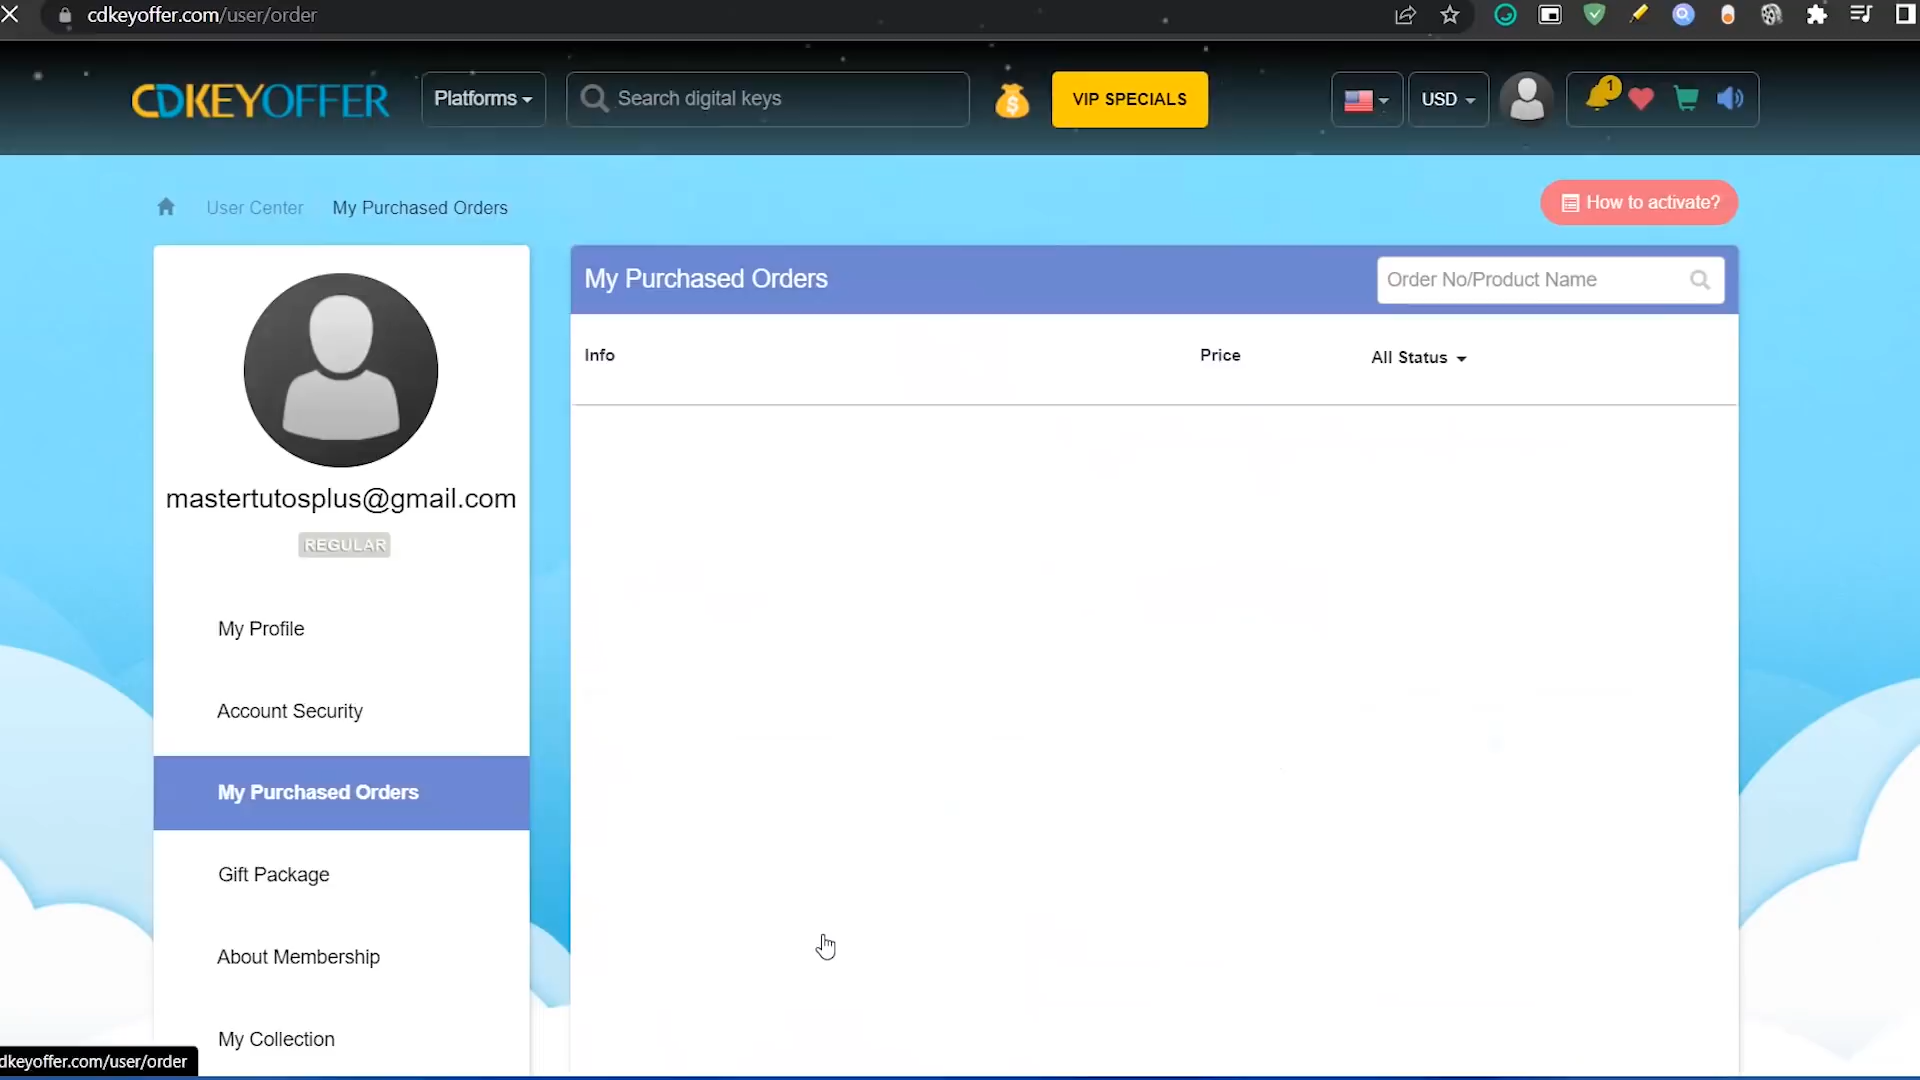 cdkeyoffer.com/user/order
CDKEYOFFER
Platforms
Search digital keys
VIP SPECIALS
USD
1
User Center
My Purchased Orders
How to activate?
mastertutosplus@gmail.com
REGULAR
My Profile
Account Security
My Purchased Orders
Gift Package
About Membership
My Collection
My Purchased Orders
Order No/Product Name
Info
Price
All Status
dkeyoffer.com/user/order